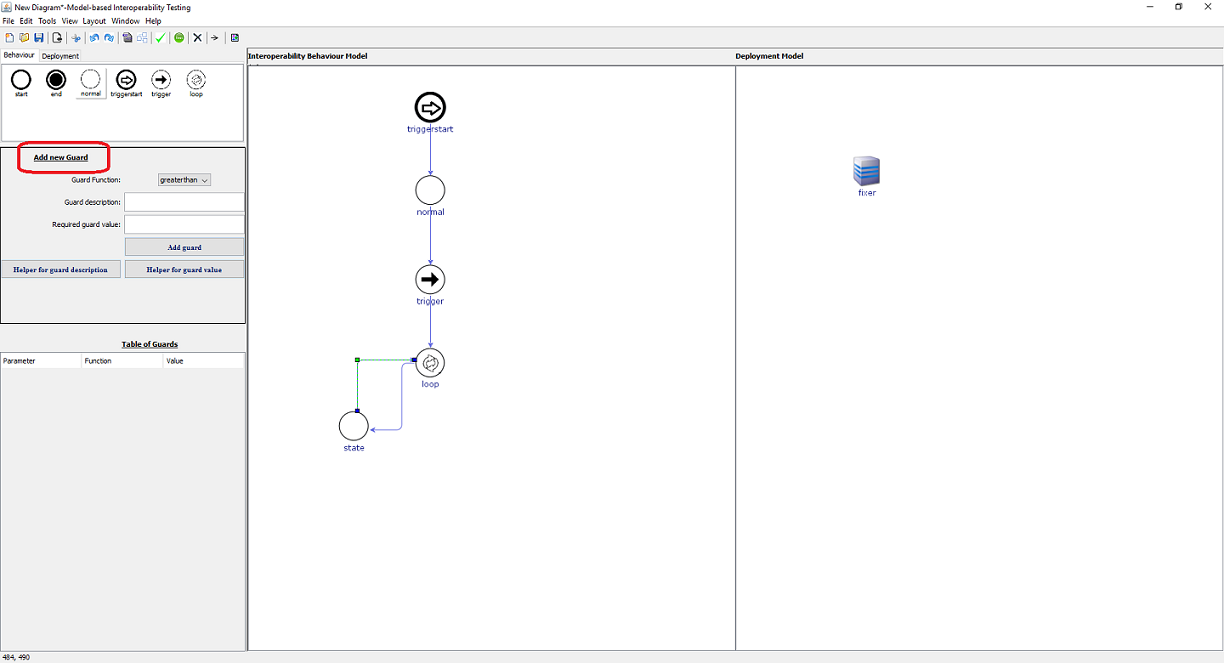 New Diagram*-Model-based Interoperability Testing
File Edit Tools View Layout Window Help
Behaviour Deployment
start end normal triggerstart trigger loop
Add new Guard
Guard Function: greaterthan
Guard description:
Required guard value:
Add guard
Helper for guard description Helper for guard value
Table of Guards
Parameter Function Value
Interoperability Behaviour Model
triggerstart
normal
trigger
loop
state
Deployment Model
fixer
484, 490